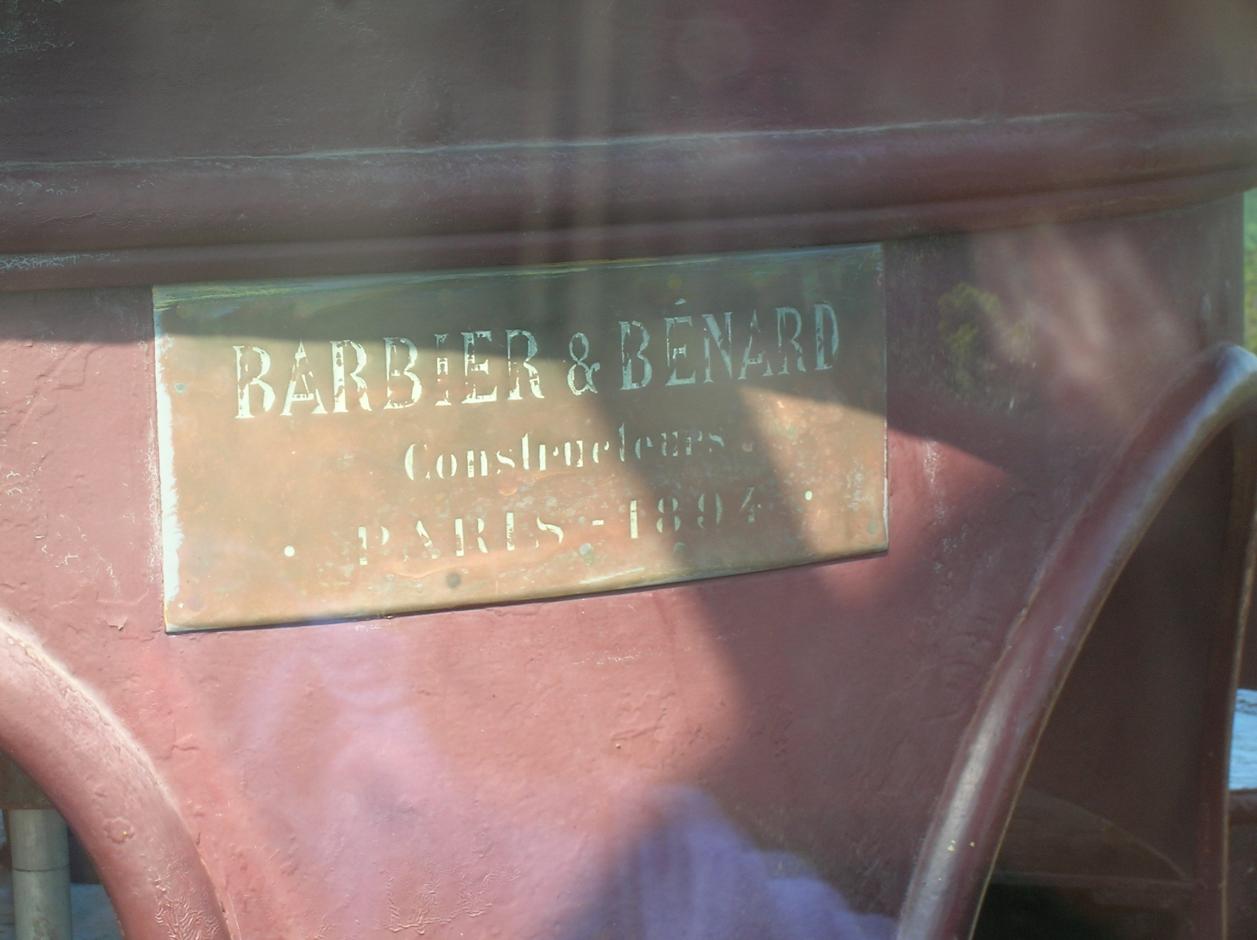 BARBIER & BÉNARD
Constructeurs
• PARIS - 1894 •